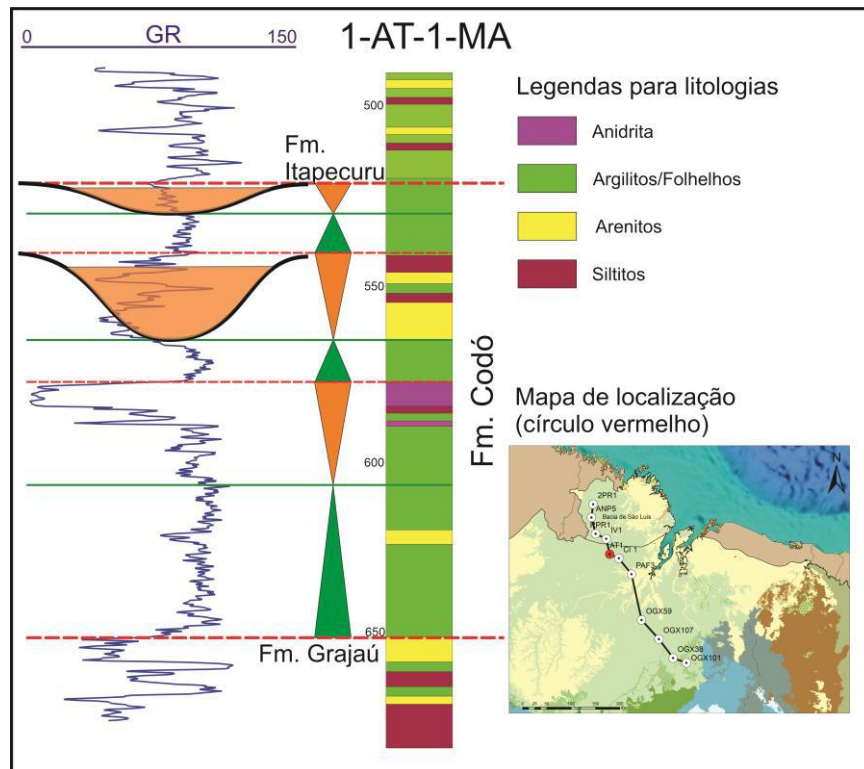 0 GR 150
1-AT-1-MA
500
Fm.
Itapecuru
550
600
650
Fm. Codó
Fm. Grajaú
Legendas para litologias
Anidrita
Argilitos/Folhelhos
Arenitos
Siltitos
Mapa de localização
(círculo vermelho)
N
2PR1
ANP5
Bacia de São Luís
IV1
AT1
CI 1
PAF3
OGX59
OGX107
OGX38
OGX101